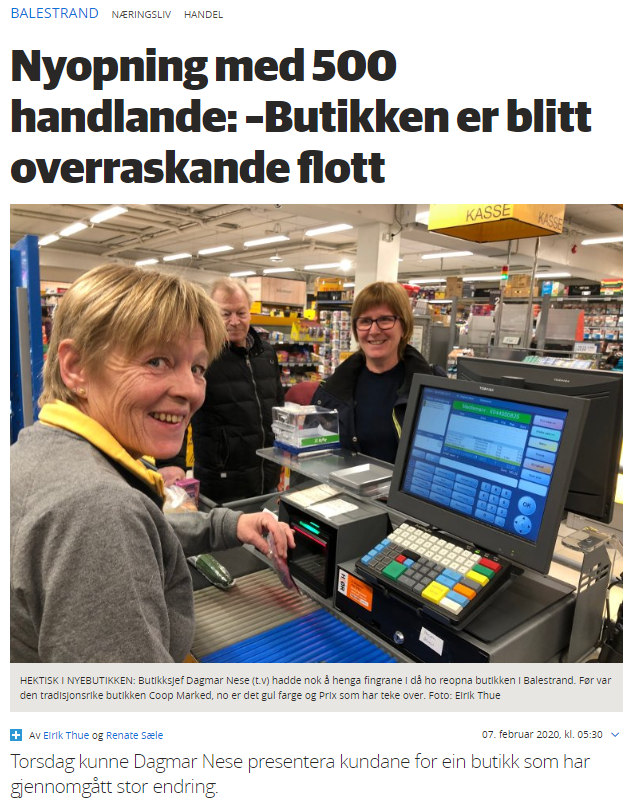 BALESTRAND NÆRINGSLIV HANDEL
Nyopning med 500
handlande: –Butikken er blitt
overraskande flott
KASSE KASSE
TOSHIBA
OK
HEKTISK I NYEBUTIKKEN: Butikksjef Dagmar Nese (t.v) hadde nok å henga fingrane i då ho reopna butikken i Balestrand. Før var
den tradisjonsrike butikken Coop Marked, no er det gul farge og Prix som har teke over. Foto: Eirik Thue
Av Eirik Thue og Renate Sæle 07. februar 2020, kl. 05:30
Torsdag kunne Dagmar Nese presentera kundane for ein butikk som har
gjennomgått stor endring.